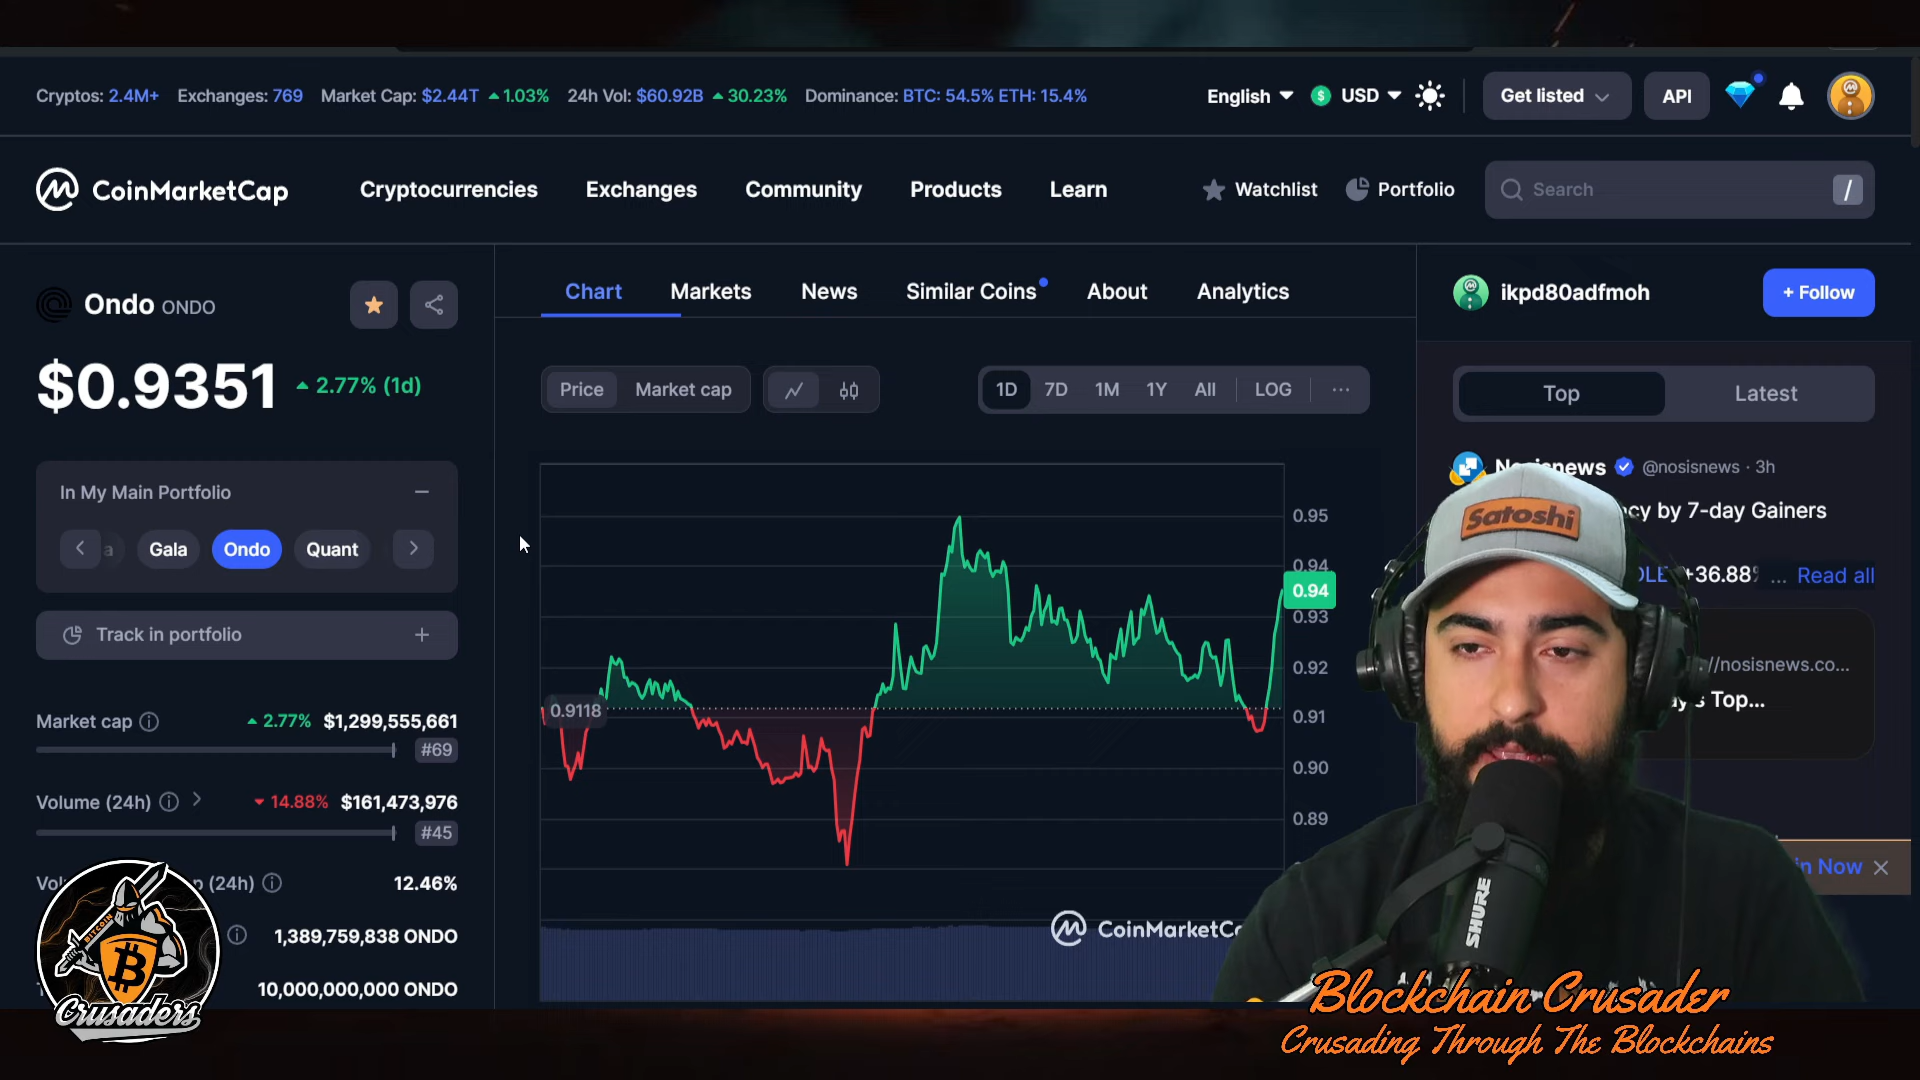 Cryptos: 2.4M+ Exchanges: 769 Market Cap: $2.44T 1.03% 24h Vol: $60.92B 30.23% Dominance: BTC: 54.5% ETH: 15.4%
English $ USD Get listed API
CoinMarketCap Cryptocurrencies Exchanges Community Products Learn Watchlist Portfolio Search /
Ondo ONDO
$0.9351 2.77% (1d)
In My Main Portfolio
Gala Ondo Quant
Track in portfolio +
Market cap 2.77% $1,299,555,661
#69
Volume (24h) 14.88% $161,473,976
#45
(24h) 12.46%
1,389,759,838 ONDO
10,000,000,000 ONDO
Chart Markets News Similar Coins About Analytics
Price Market cap 1D 7D 1M 1Y All LOG ...
0.95
0.94
0.94
0.93
0.92
0.9118
0.91
0.90
0.89
CoinMarketC
ikpd80adfmoh + Follow
Top Latest
Nosisnews @nosisnews · 3h
by 7-day Gainers
+36.88% ... Read all
//nosisnews.co...
Top...
Now
Satoshi
SHURE
BITCOIN
Crusaders
Blockchain Crusader
Crusading Through The Blockchains